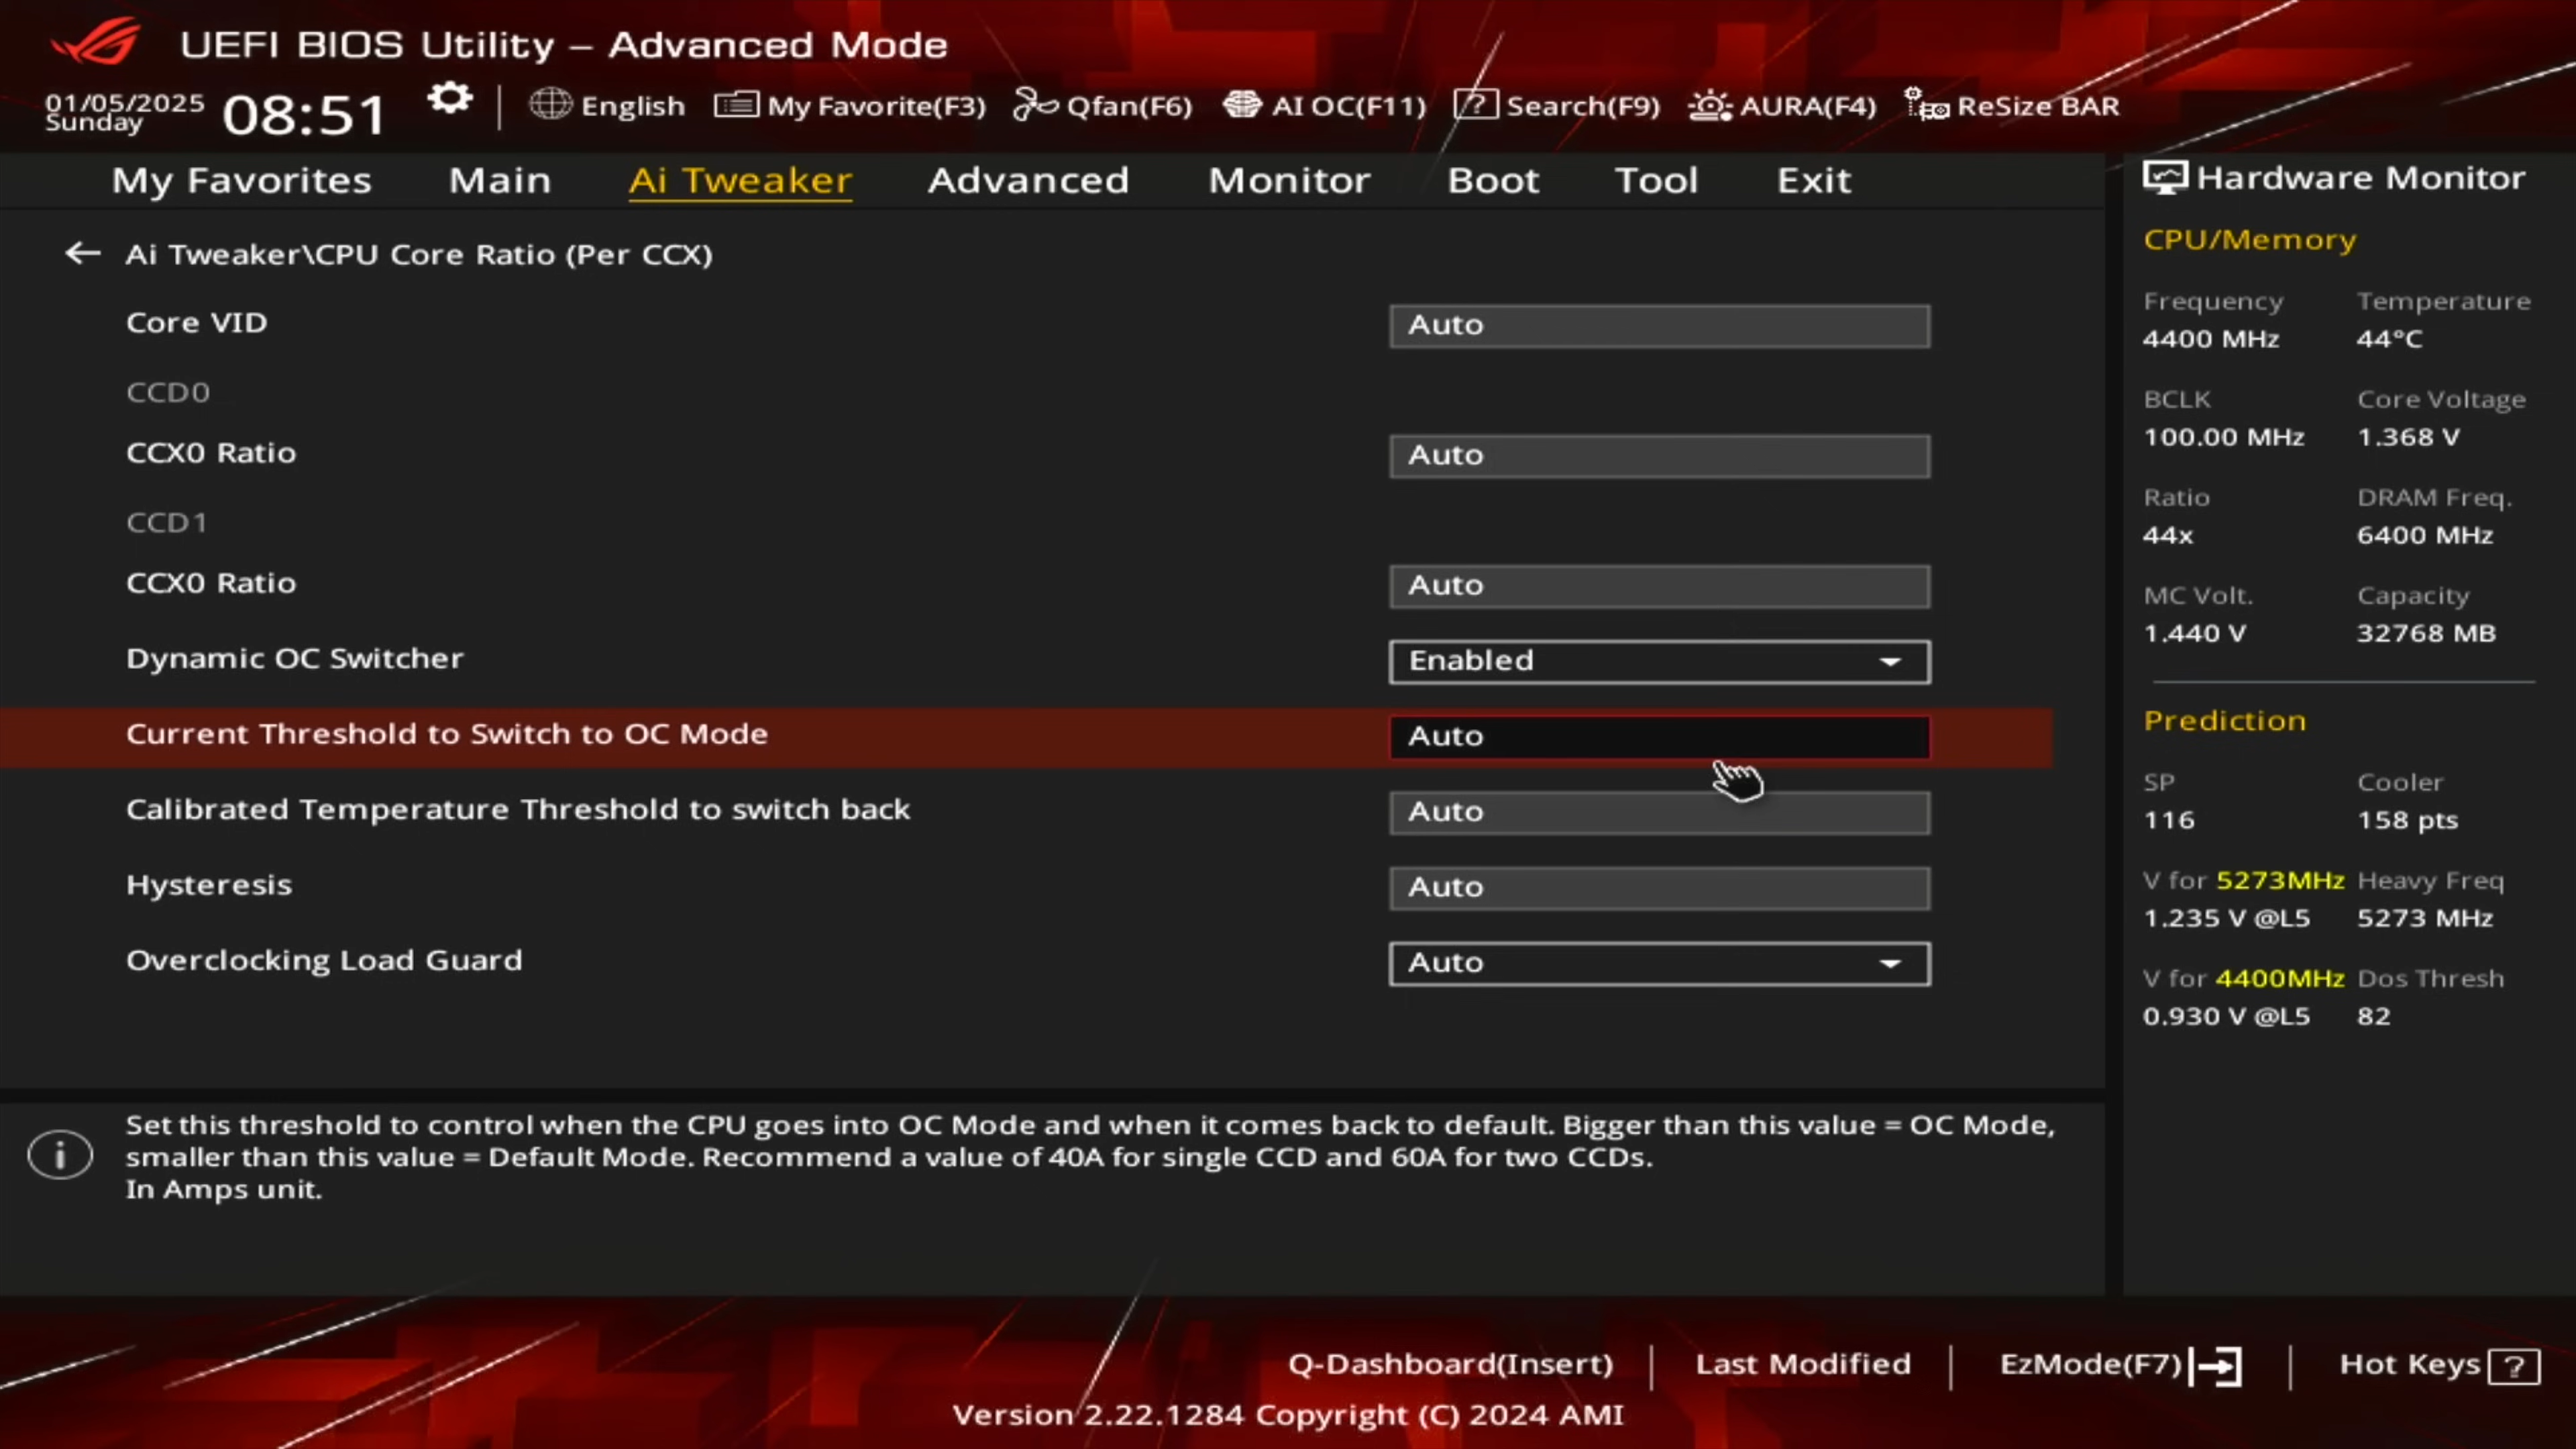 UEFI BIOS Utility – Advanced Mode
01/05/2025
Sunday
08:51
English
My Favorite(F3)
Qfan(F6)
AI OC(F11)
Search(F9)
AURA(F4)
ReSize BAR
My Favorites
Main
Ai Tweaker
Advanced
Monitor
Boot
Tool
Exit
Ai Tweaker\CPU Core Ratio (Per CCX)
Core VID
Auto
CCD0
CCX0 Ratio
Auto
CCD1
CCX0 Ratio
Auto
Dynamic OC Switcher
Enabled
Current Threshold to Switch to OC Mode
Auto
Calibrated Temperature Threshold to switch back
Auto
Hysteresis
Auto
Overclocking Load Guard
Auto
Set this threshold to control when the CPU goes into OC Mode and when it comes back to default. Bigger than this value = OC Mode,
smaller than this value = Default Mode. Recommend a value of 40A for single CCD and 60A for two CCDs.
In Amps unit.
Hardware Monitor
CPU/Memory
Frequency Temperature
4400 MHz 44°C
BCLK Core Voltage
100.00 MHz 1.368 V
Ratio DRAM Freq.
44x 6400 MHz
MC Volt. Capacity
1.440 V 32768 MB
Prediction
SP Cooler
116 158 pts
V for 5273MHz Heavy Freq
1.235 V @L5 5273 MHz
V for 4400MHz Dos Thresh
0.930 V @L5 82
Q-Dashboard(Insert)
Last Modified
EzMode(F7)
Hot Keys ?
Version 2.22.1284 Copyright (C) 2024 AMI